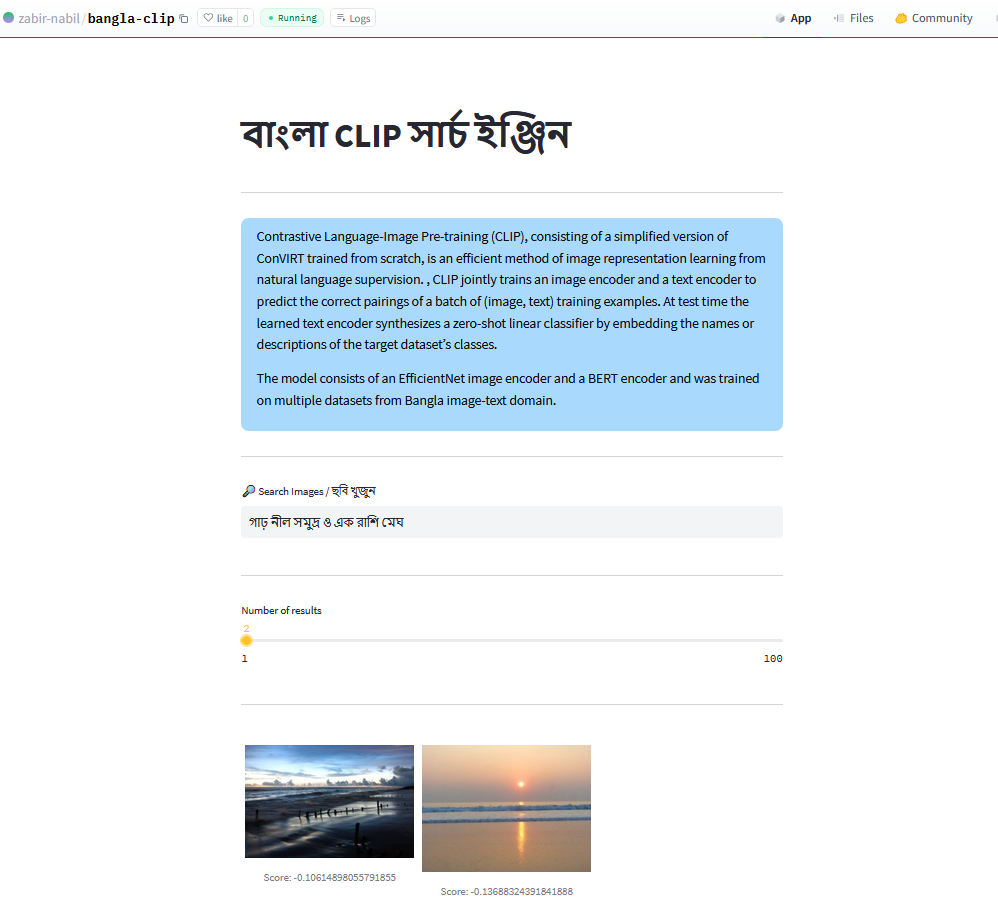 zabir-nabil/bangla-clip like 0 Running Logs App Files Community
বাংলা CLIP সার্চ ইঞ্জিন
Contrastive Language-Image Pre-training (CLIP), consisting of a simplified version of
ConVIRT trained from scratch, is an efficient method of image representation learning from
natural language supervision. , CLIP jointly trains an image encoder and a text encoder to
predict the correct pairings of a batch of (image, text) training examples. At test time the
learned text encoder synthesizes a zero-shot linear classifier by embedding the names or
descriptions of the target dataset’s classes.
The model consists of an EfficientNet image encoder and a BERT encoder and was trained
on multiple datasets from Bangla image-text domain.
🔎 Search Images / ছবি খুজুন
গাঢ় নীল সমুদ্র ও এক রাশি মেঘ
Number of results
2
1 100
Score: -0.10614898055791855
Score: -0.13688324391841888